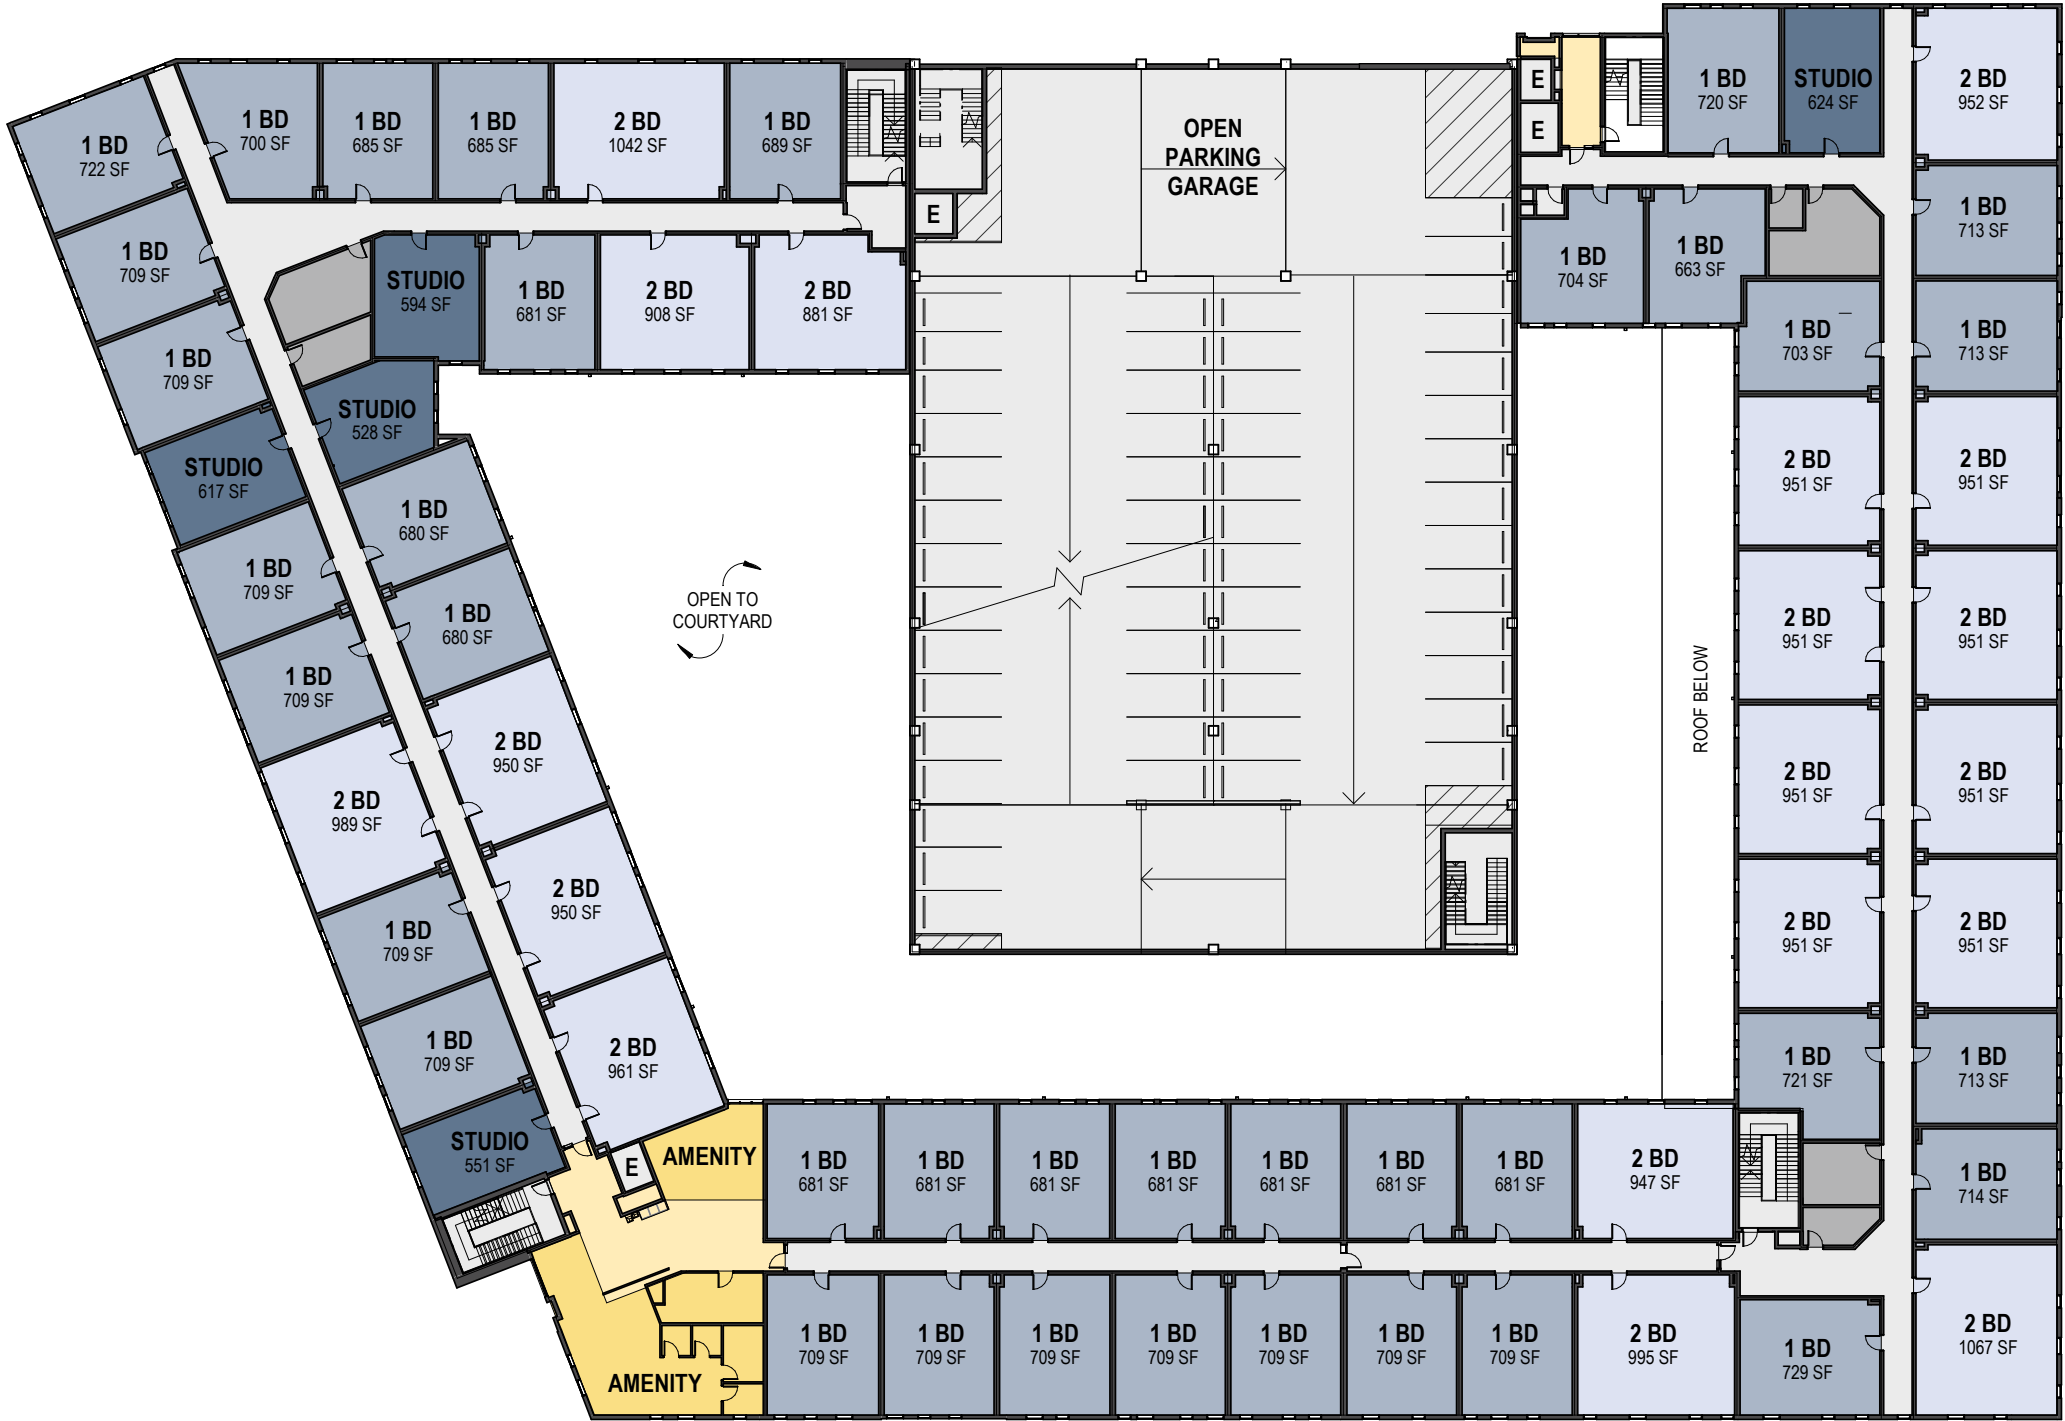 1 BD
720 SF
STUDIO
624 SF
2 BD
952 SF
E
E
1 BD
722 SF
1 BD
700 SF
1 BD
685 SF
1 BD
685 SF
2 BD
1042 SF
1 BD
689 SF
OPEN
PARKING
GARAGE
E
1 BD
713 SF
1 BD
704 SF
1 BD
663 SF
1 BD
709 SF
STUDIO
594 SF
1 BD
681 SF
2 BD
908 SF
2 BD
881 SF
1 BD
703 SF
1 BD
713 SF
1 BD
709 SF
STUDIO
528 SF
STUDIO
617 SF
2 BD
951 SF
2 BD
951 SF
1 BD
680 SF
1 BD
709 SF
1 BD
680 SF
OPEN TO
COURTYARD
2 BD
951 SF
2 BD
951 SF
1 BD
709 SF
ROOF BELOW
2 BD
950 SF
2 BD
989 SF
2 BD
951 SF
2 BD
951 SF
2 BD
950 SF
1 BD
709 SF
2 BD
951 SF
2 BD
951 SF
1 BD
709 SF
2 BD
961 SF
1 BD
721 SF
1 BD
713 SF
STUDIO
551 SF
E
AMENITY
1 BD
681 SF
1 BD
681 SF
1 BD
681 SF
1 BD
681 SF
1 BD
681 SF
1 BD
681 SF
1 BD
681 SF
2 BD
947 SF
1 BD
714 SF
AMENITY
1 BD
709 SF
1 BD
709 SF
1 BD
709 SF
1 BD
709 SF
1 BD
709 SF
1 BD
709 SF
1 BD
709 SF
2 BD
995 SF
1 BD
729 SF
2 BD
1067 SF